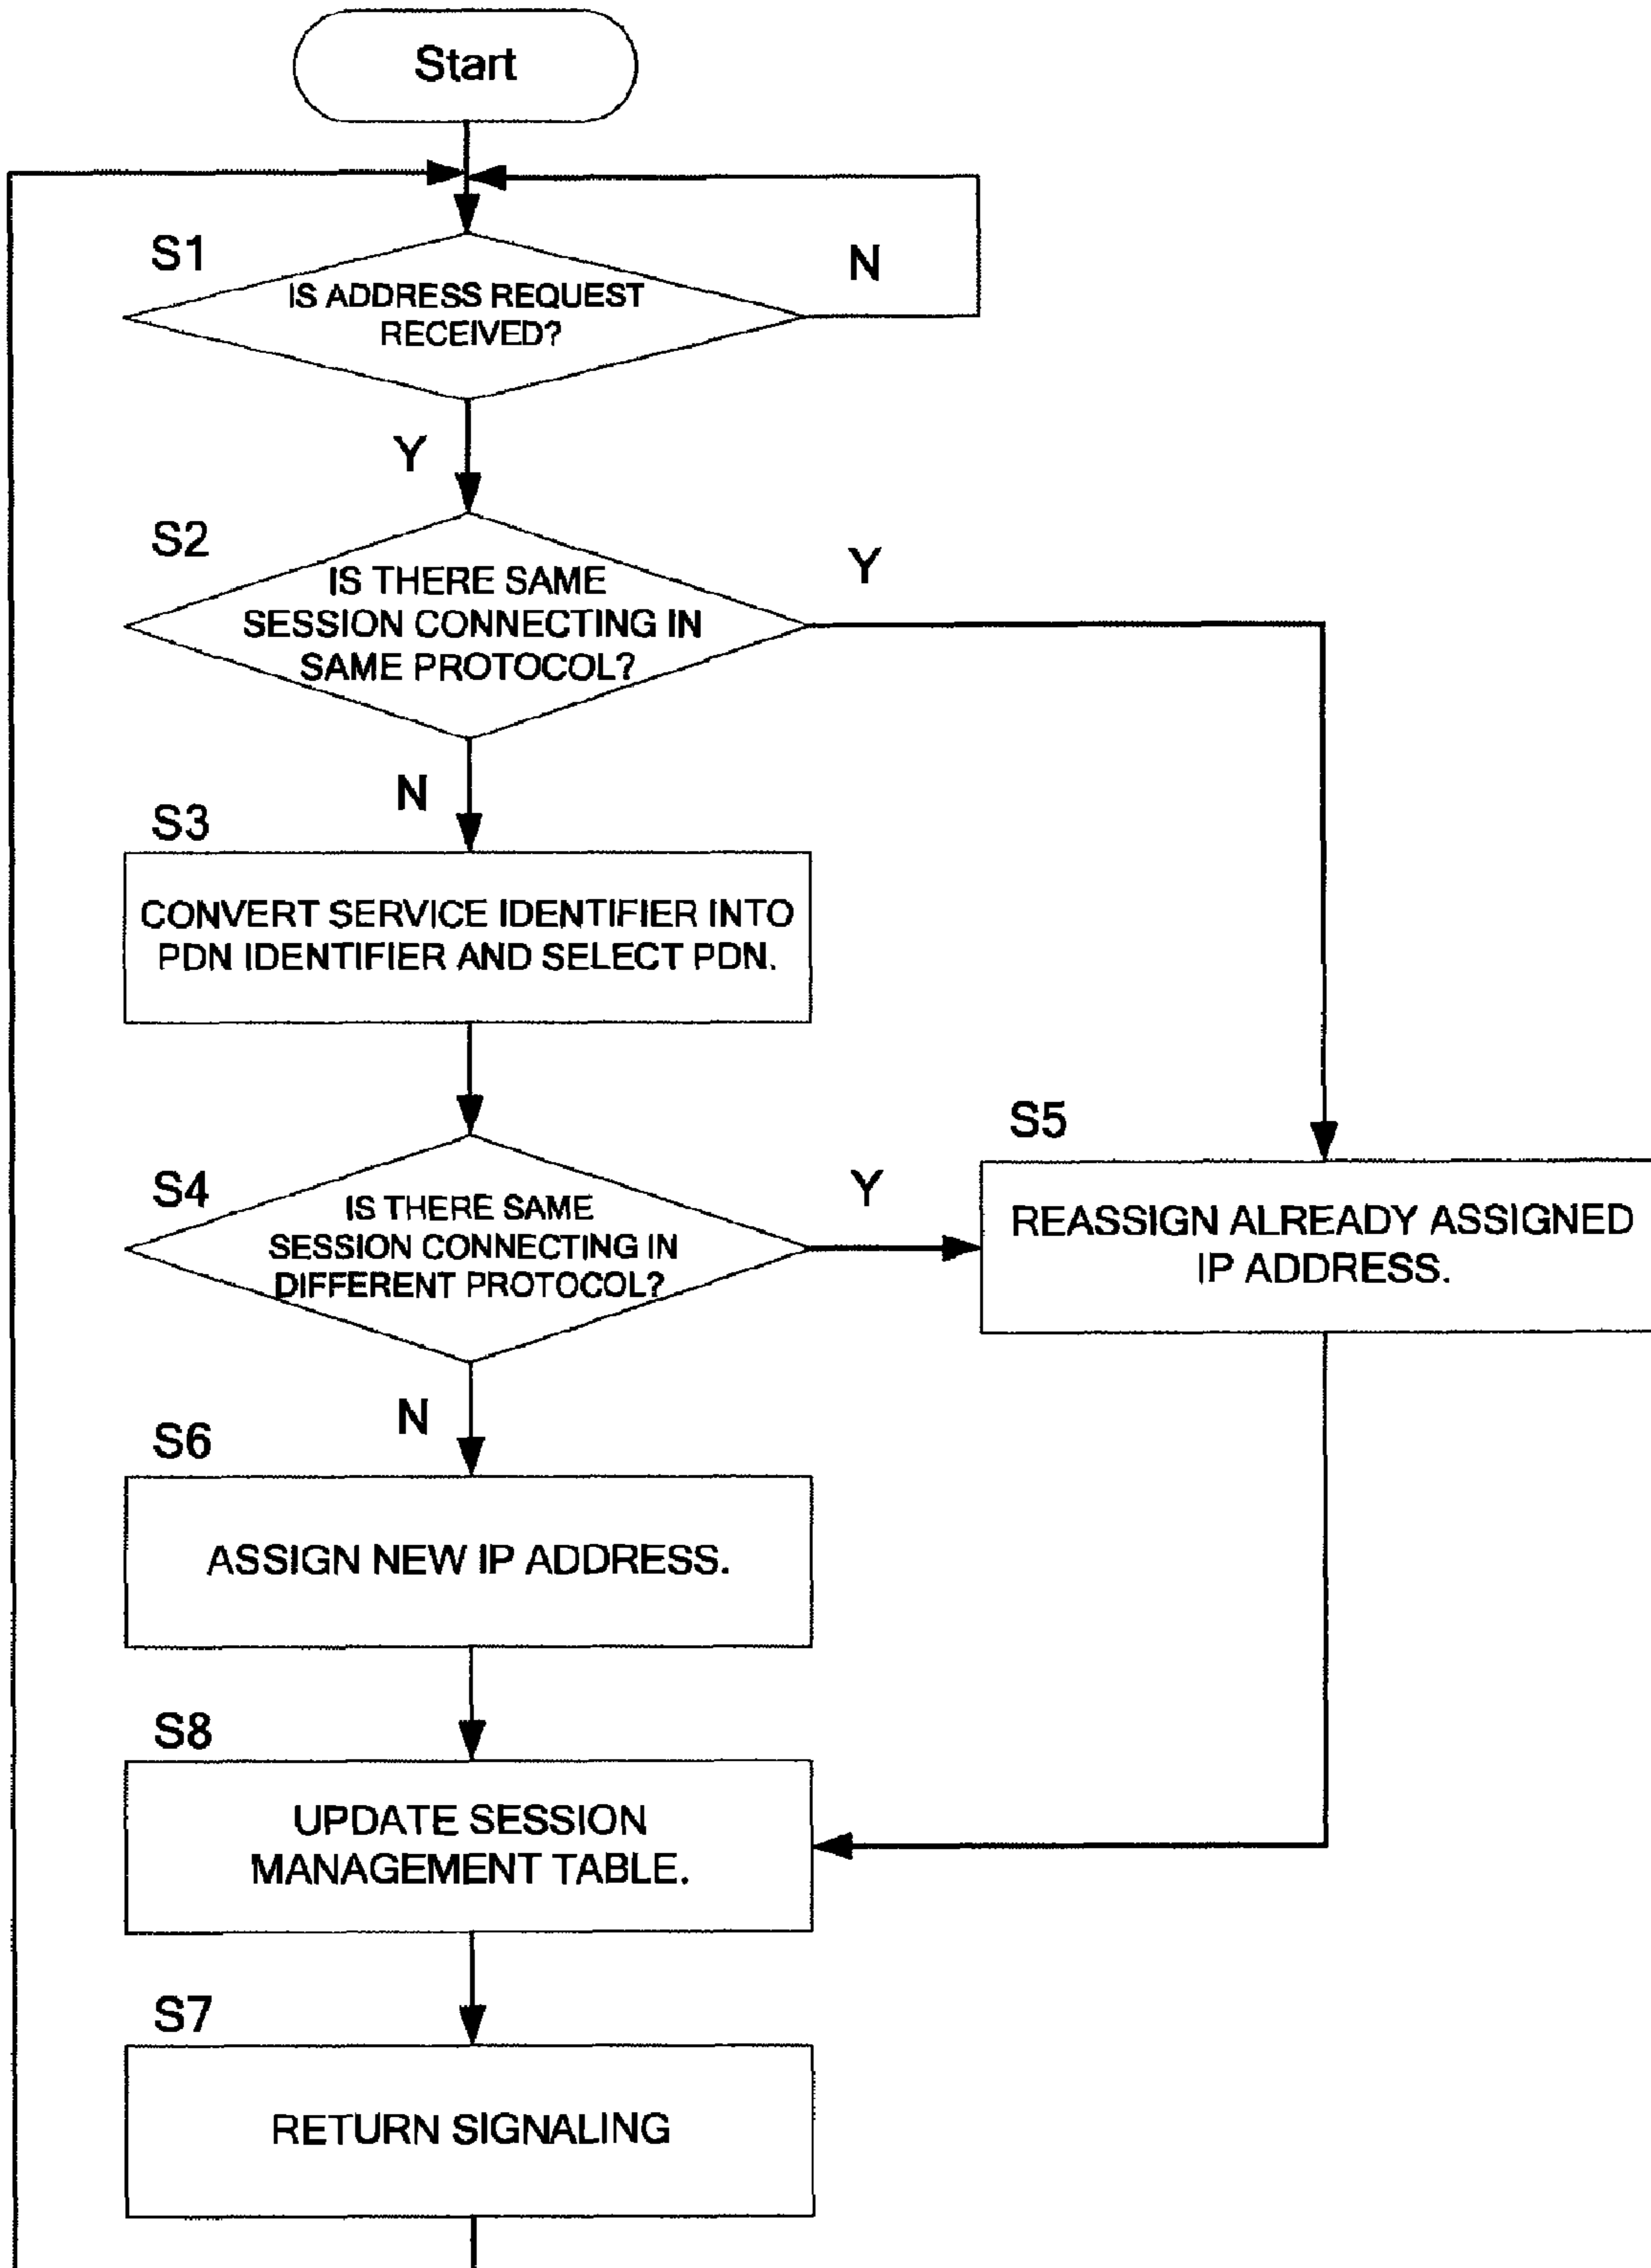 Start
S1
IS ADDRESS REQUEST
RECEIVED?
N
Y
S2
IS THERE SAME
SESSION CONNECTING IN
SAME PROTOCOL?
Y
N
S3
CONVERT SERVICE IDENTIFIER INTO
PDN IDENTIFIER AND SELECT PDN.
S4
IS THERE SAME
SESSION CONNECTING IN
DIFFERENT PROTOCOL?
Y
S5
REASSIGN ALREADY ASSIGNED
IP ADDRESS.
N
S6
ASSIGN NEW IP ADDRESS.
S8
UPDATE SESSION
MANAGEMENT TABLE.
S7
RETURN SIGNALING